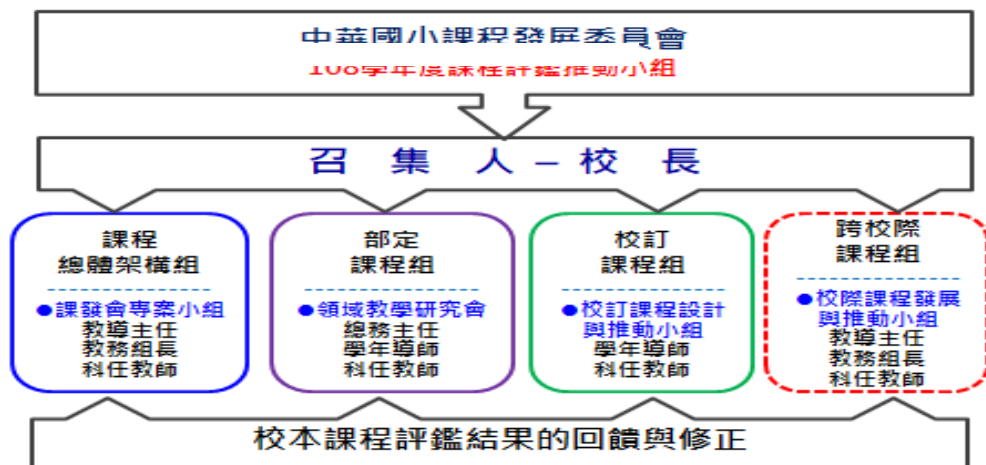 中華國小課程發展委員會
108學年度課程評鑑推動小組
召 集 人 – 校 長
課程
總體架構組
●課發會專案小組
教導主任
教務組長
科任教師
部定
課程組
●領域教學研究會
總務主任
學年導師
科任教師
校訂
課程組
●校訂課程設計
與推動小組
學年導師
科任教師
跨校際
課程組
●校際課程發展
與推動小組
教導主任
教務組長
科任教師
校本課程評鑑結果的回饋與修正